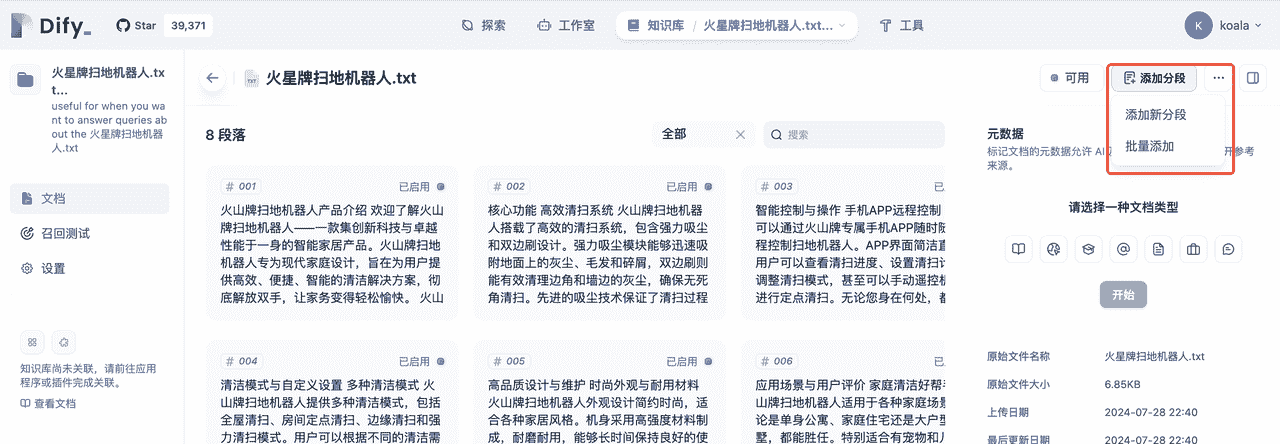 Dify_
Star 39,371
探索
工作室
知识库 / 火星牌扫地机器人.txt...
工具
K koala
火星牌扫地机器人.tx
t...
useful for when you wa
nt to answer queries ab
out the 火星牌扫地机器
人.txt
文档
召回测试
设置
知识库尚未关联，请前往应用
程序或插件完成关联。
查看文档
TXT 火星牌扫地机器人.txt
可用
添加分段
添加新分段
批量添加
8 段落
全部
搜索
# 001 已启用
火山牌扫地机器人产品介绍 欢迎了解火山
牌扫地机器人——一款集创新科技与卓越
性能于一身的智能家居产品。火山牌扫地
机器人专为现代家庭设计，旨在为用户提
供高效、便捷、智能的清洁解决方案，彻
底解放双手，让家务变得轻松愉快。 火山
# 002 已启用
核心功能 高效清扫系统 火山牌扫地机器
人搭载了高效的清扫系统，包含强力吸尘
和双边刷设计。强力吸尘模块能够迅速吸
附地面上的灰尘、毛发和碎屑，双边刷则
能有效清理边角和墙边的灰尘，确保无死
角清扫。先进的吸尘技术保证了清扫过程
# 003 已
智能控制与操作 手机APP远程控制
可以通过火山牌专属手机APP随时随
程控制扫地机器人。APP界面简洁直
用户可以查看清扫进度、设置清扫计
调整清扫模式，甚至可以手动遥控机
进行定点清扫。无论您身在何处，都
# 004 已启用
清洁模式与自定义设置 多种清洁模式 火
山牌扫地机器人提供多种清洁模式，包括
全屋清扫、房间定点清扫、边缘清扫和强
力清扫模式。用户可以根据不同的清洁需
# 005 已启用
高品质设计与维护 时尚外观与耐用材料
火山牌扫地机器人外观设计简约时尚，适
合各种家居风格。机身采用高强度材料制
成，耐磨耐用，能够长时间保持良好的使
# 006 已
应用场景与用户评价 家庭清洁好帮手
山牌扫地机器人适用于各种家庭场景
论是单身公寓、家庭住宅还是大户型
墅，都能胜任。特别适合有宠物和儿
元数据
标记文档的元数据允许 AI 开参考
来源。
请选择一种文档类型
开始
原始文件名称 火星牌扫地机器人.txt
原始文件大小 6.85KB
上传日期 2024-07-28 22:40
最后更新日期 2024-07-28 22:40